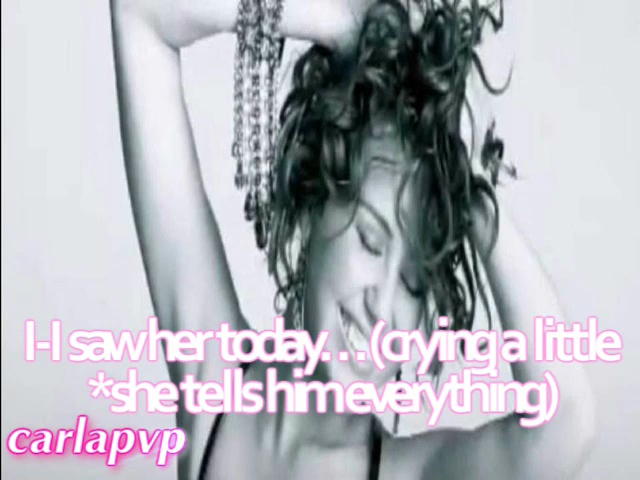 I-I saw her today. . .(crying a little
*she tells him everything)
carlapvp